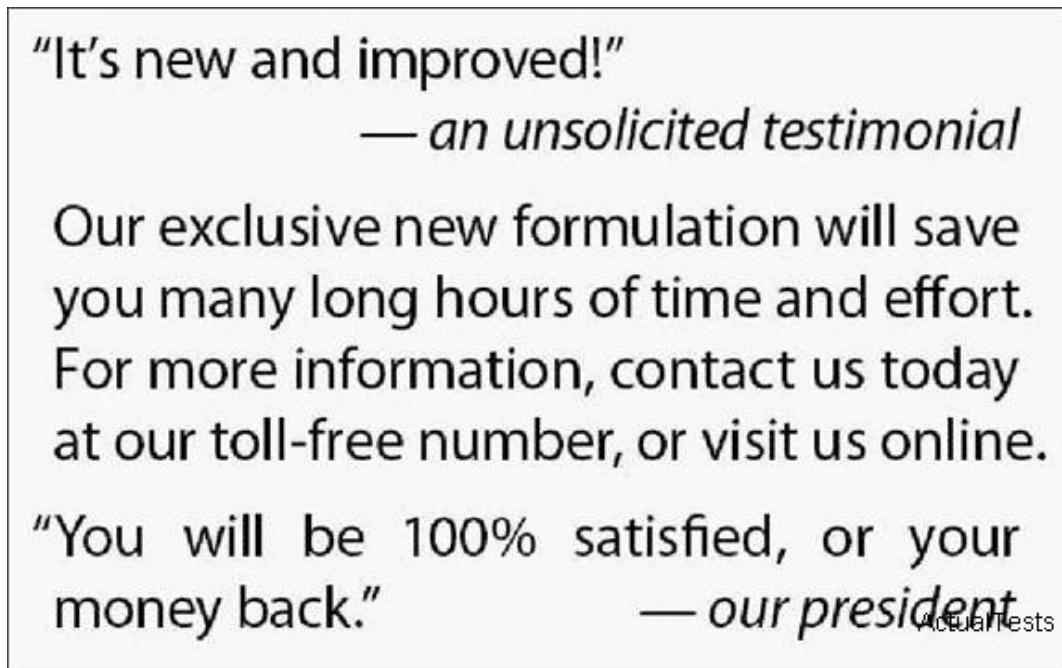 “It’s new and improved!”
— an unsolicited testimonial
Our exclusive new formulation will save
you many long hours of time and effort.
For more information, contact us today
at our toll-free number, or visit us online.
“You will be 100% satisfied, or your
money back.” — our president
ActualTests